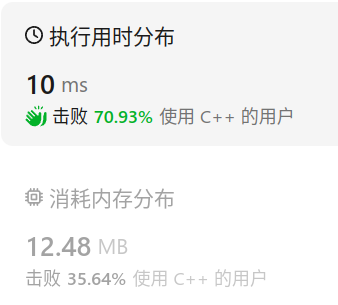 执行用时分布
10 ms
击败 70.93% 使用 C++ 的用户
消耗内存分布
12.48 MB
击败 35.64% 使用 C++ 的用户